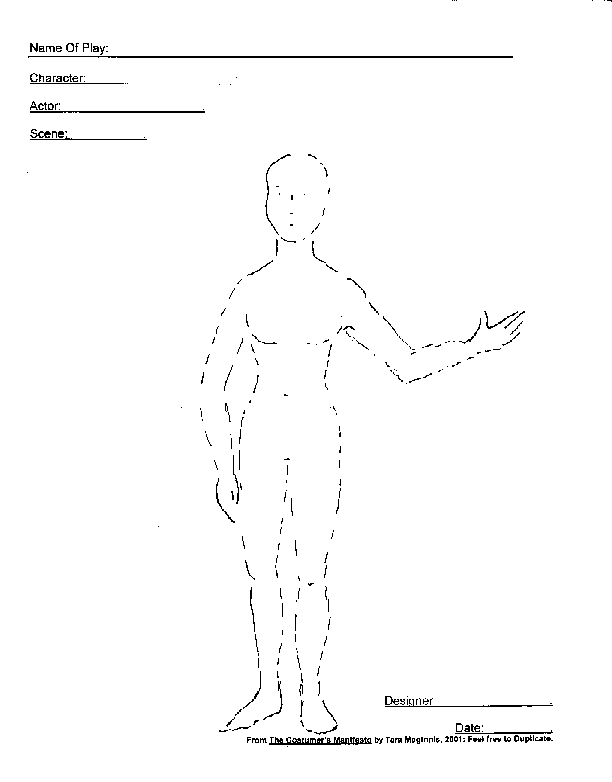 Name Of Play:
Character:
Actor:
Scene:
Designer
Date:
From The Costumer's Manifesto by Tara Maginnis, 2001: Feel free to Duplicate.